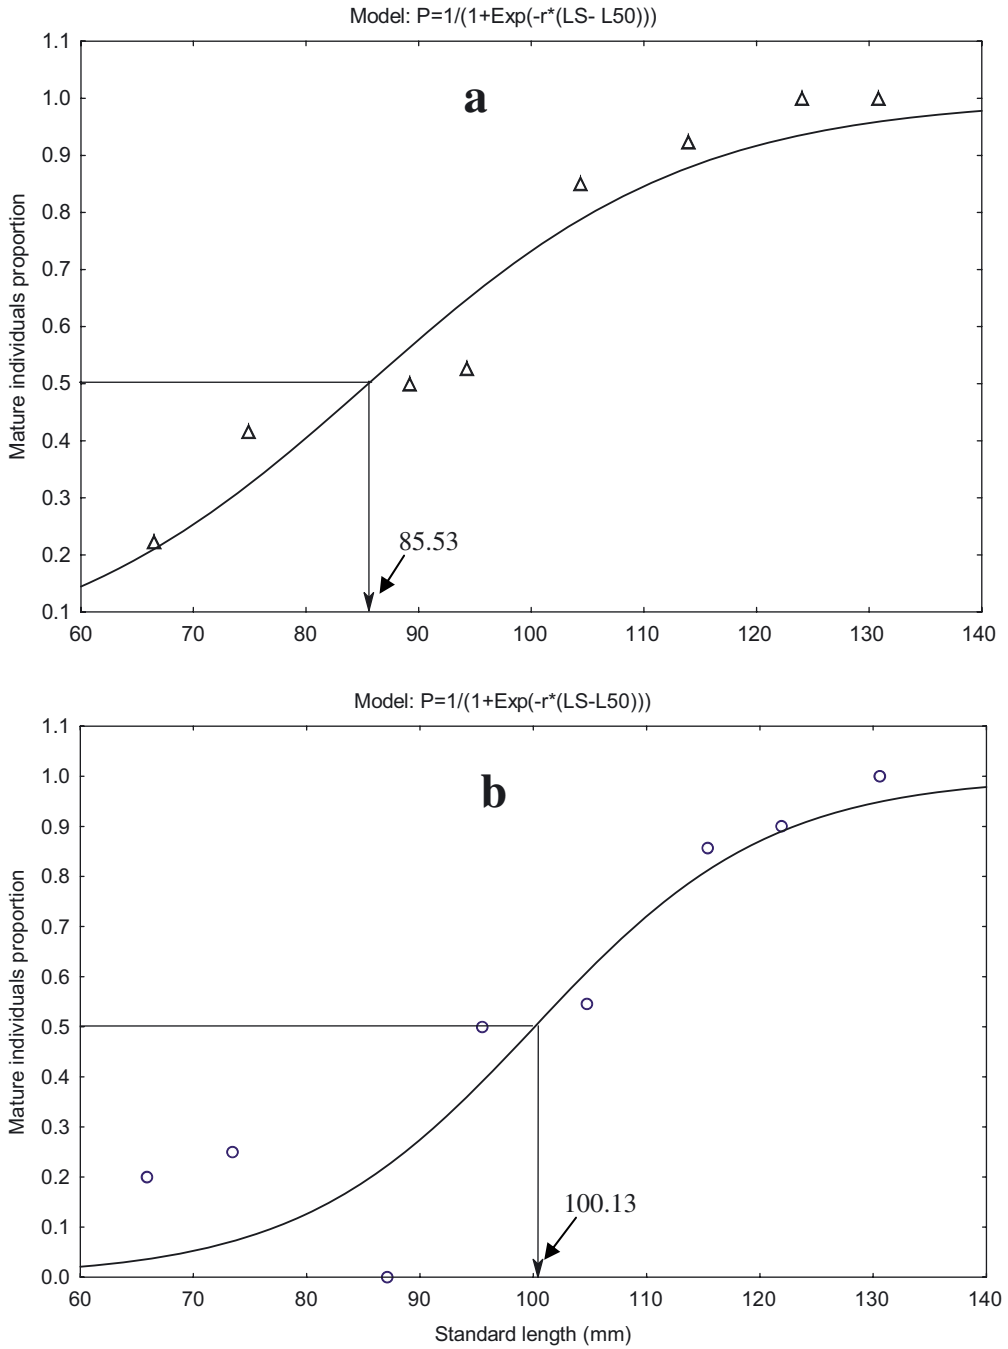 Model: P=1/(1+Exp(-r*(LS- L50)))
1.1
1.0
0.9
0.8
0.7
0.6
0.5
0.4
0.3
0.2
0.1
Mature individuals proportion
a
85.53
60 70 80 90 100 110 120 130 140
Model: P=1/(1+Exp(-r*(LS-L50)))
1.1
1.0
0.9
0.8
0.7
0.6
0.5
0.4
0.3
0.2
0.1
0.0
Mature individuals proportion
b
100.13
60 70 80 90 100 110 120 130 140
Standard length (mm)